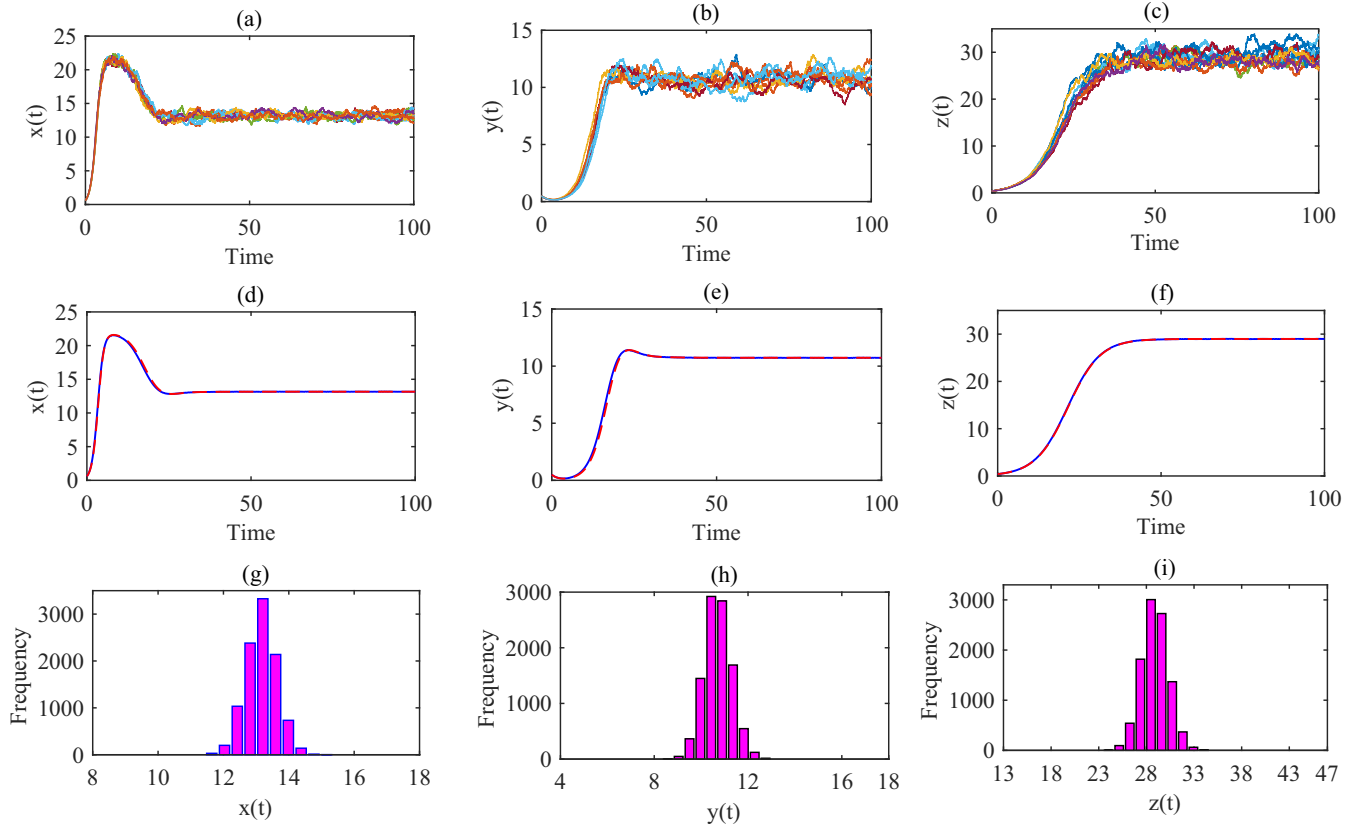 (a)
25
20
15
10
5
0
x(t)
0 50 100
Time
(b)
15
10
5
0
y(t)
0 50 100
Time
(c)
30
20
10
0
z(t)
0 50 100
Time
(d)
25
20
15
10
5
0
x(t)
0 50 100
Time
(e)
15
10
5
0
y(t)
0 50 100
Time
(f)
30
20
10
0
z(t)
0 50 100
Time
(g)
3000
2000
1000
0
Frequency
8 10 12 14 16 18
x(t)
(h)
3000
2000
1000
0
Frequency
4 8 12 16 18
y(t)
(i)
3000
2000
1000
0
Frequency
13 18 23 28 33 38 43 47
z(t)